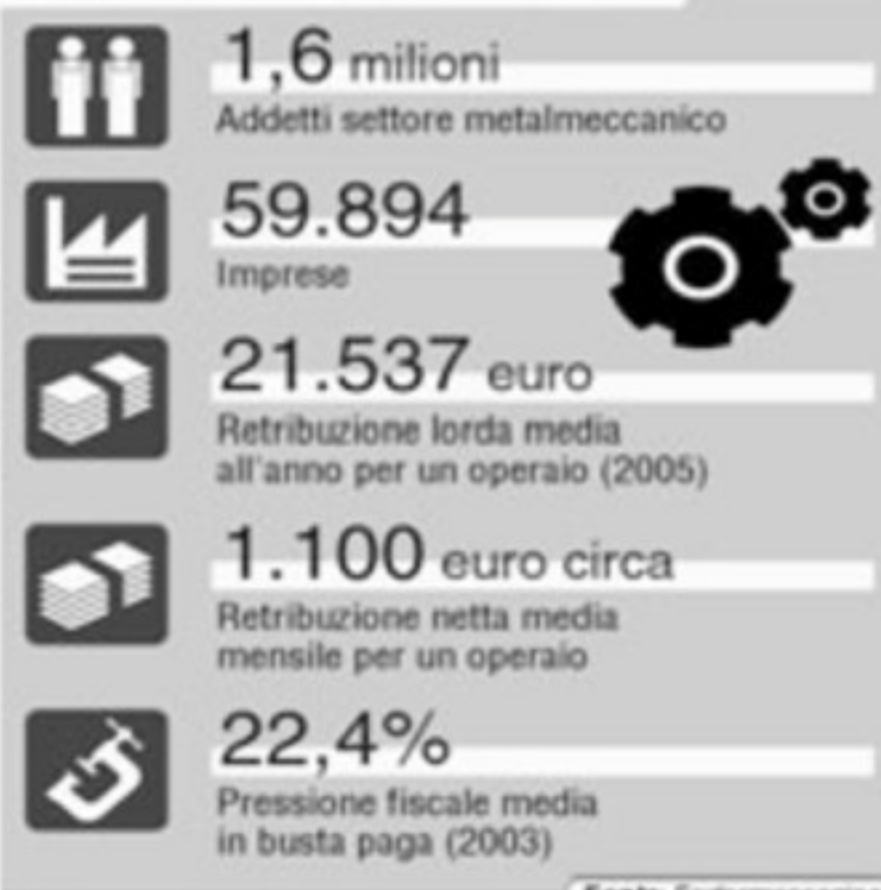 1,6 milioni
Addetti settore metalmeccanico
59.894
Imprese
21.537 euro
Retribuzione lorda media
all'anno per un operaio (2005)
1.100 euro circa
Retribuzione netta media
mensile per un operaio
22,4%
Pressione fiscale media
in busta paga (2003)